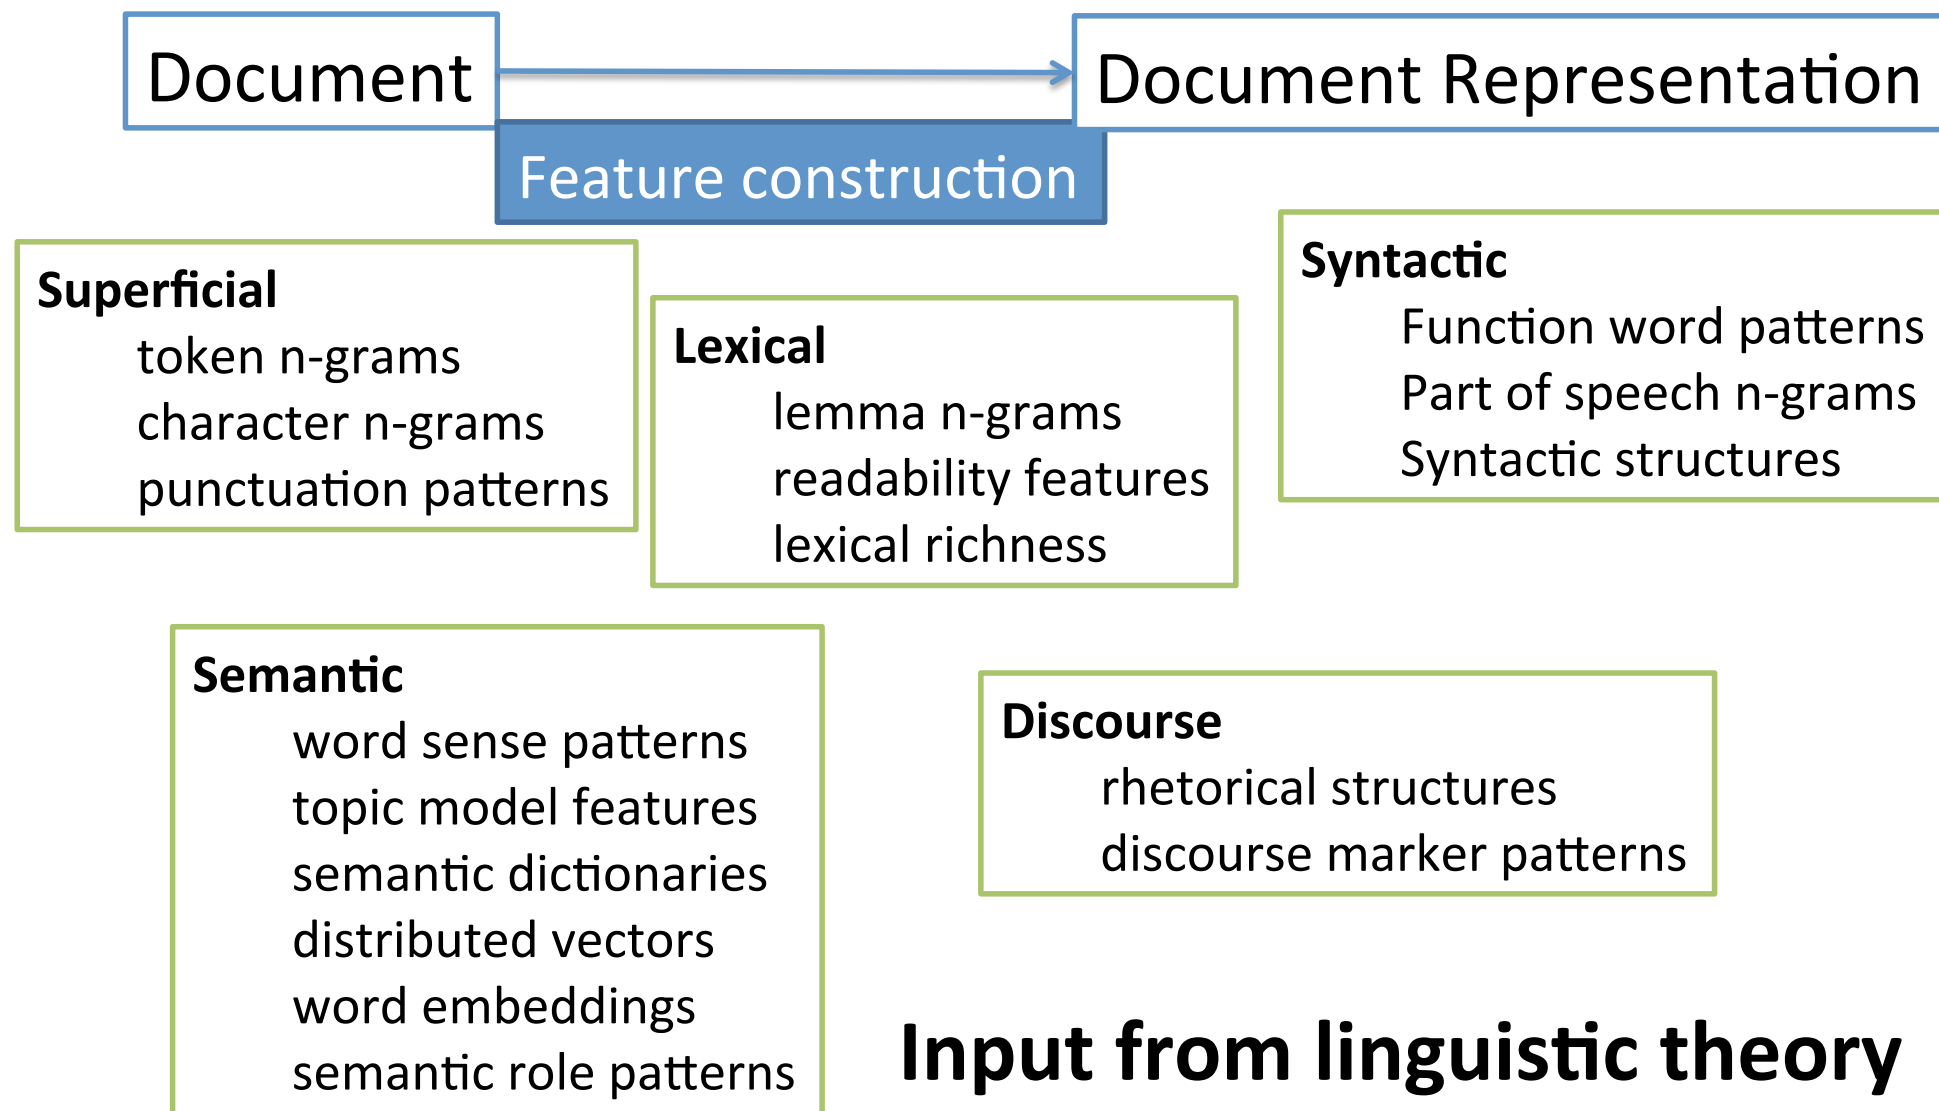 Document
Document Representation
Feature construction
Superficial
token n-grams
character n-grams
punctuation patterns
Lexical
lemma n-grams
readability features
lexical richness
Syntactic
Function word patterns
Part of speech n-grams
Syntactic structures
Semantic
word sense patterns
topic model features
semantic dictionaries
distributed vectors
word embeddings
semantic role patterns
Discourse
rhetorical structures
discourse marker patterns
Input from linguistic theory